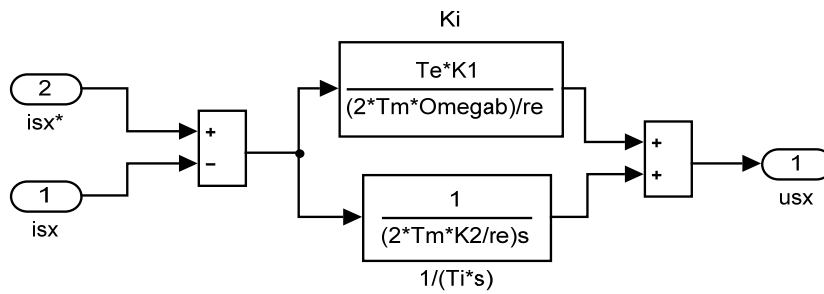 Ki
2
isx*
1
isx
+
−
Te*K1
(2*Tm*Omegab)/re
1
(2*Tm*K2/re)s
1/(Ti*s)
+
+
1
usx